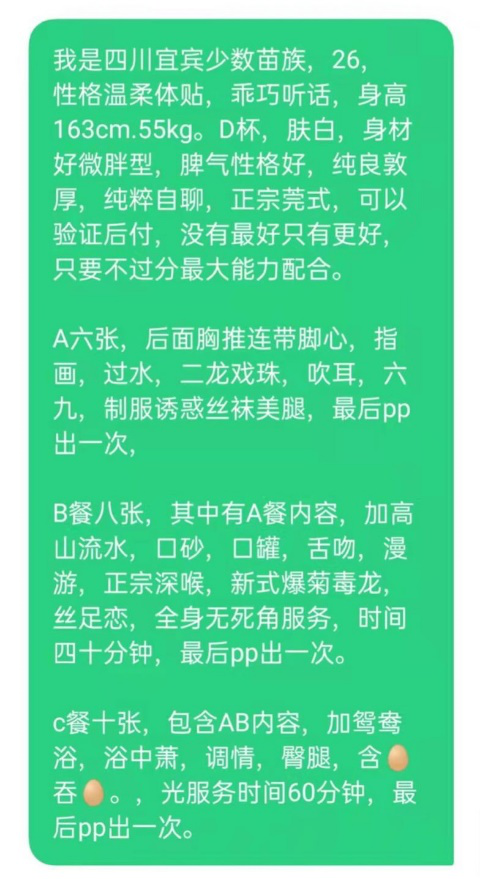 我是四川宜宾少数苗族，26，
性格温柔体贴，乖巧听话，身高
163cm.55kg。D杯，肤白，身材
好微胖型，脾气性格好，纯良敦
厚，纯粹自聊，正宗莞式，可以
验证后付，没有最好只有更好，
只要不过分最大能力配合。
A六张，后面胸推连带脚心，指
画，过水，二龙戏珠，吹耳，六
九，制服诱惑丝袜美腿，最后pp
出一次，
B餐八张，其中有A餐内容，加高
山流水，口砂，口罐，舌吻，漫
游，正宗深喉，新式爆菊毒龙，
丝足恋，全身无死角服务，时间
四十分钟，最后pp出一次。
c餐十张，包含AB内容，加鸳鸯
浴，浴中萧，调情，臀腿，含🥚
吞🥚。，光服务时间60分钟，最
后pp出一次。